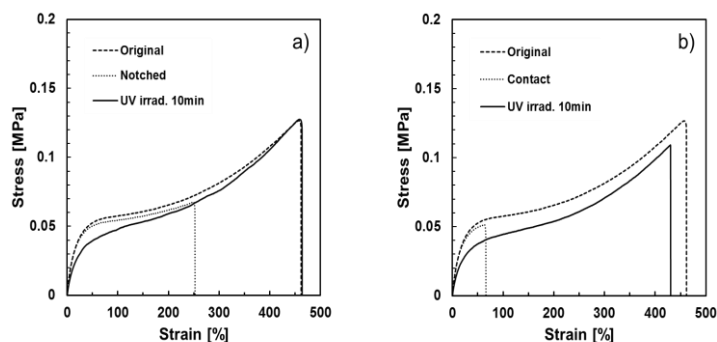 a)
Original
Notched
UV irrad. 10min
Stress [MPa]
0.2
0.15
0.1
0.05
0
0 100 200 300 400 500
Strain [%]
b)
Original
Contact
UV irrad. 10min
Stress [MPa]
0.2
0.15
0.1
0.05
0
0 100 200 300 400 500
Strain [%]